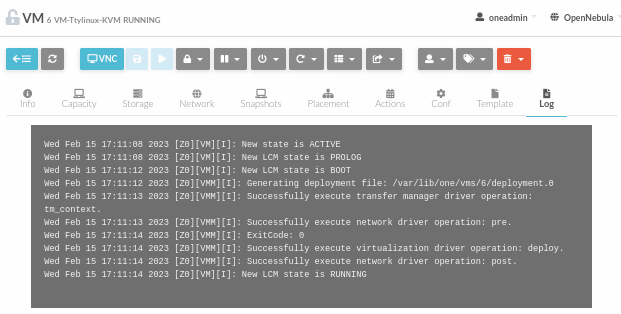 VM 6 VM-Ttylinux-KVM RUNNING
oneadmin
OpenNebula
VNC
Info
Capacity
Storage
Network
Snapshots
Placement
Actions
Conf
Template
Log
Wed Feb 15 17:11:08 2023 [Z0][VM][I]: New state is ACTIVE
Wed Feb 15 17:11:08 2023 [Z0][VM][I]: New LCM state is PROLOG
Wed Feb 15 17:11:12 2023 [Z0][VM][I]: New LCM state is BOOT
Wed Feb 15 17:11:12 2023 [Z0][VMM][I]: Generating deployment file: /var/lib/one/vms/6/deployment.0
Wed Feb 15 17:11:13 2023 [Z0][VMM][I]: Successfully execute transfer manager driver operation:
tm_context.
Wed Feb 15 17:11:13 2023 [Z0][VMM][I]: Successfully execute network driver operation: pre.
Wed Feb 15 17:11:14 2023 [Z0][VMM][I]: ExitCode: 0
Wed Feb 15 17:11:14 2023 [Z0][VMM][I]: Successfully execute virtualization driver operation: deploy.
Wed Feb 15 17:11:14 2023 [Z0][VMM][I]: Successfully execute network driver operation: post.
Wed Feb 15 17:11:14 2023 [Z0][VM][I]: New LCM state is RUNNING